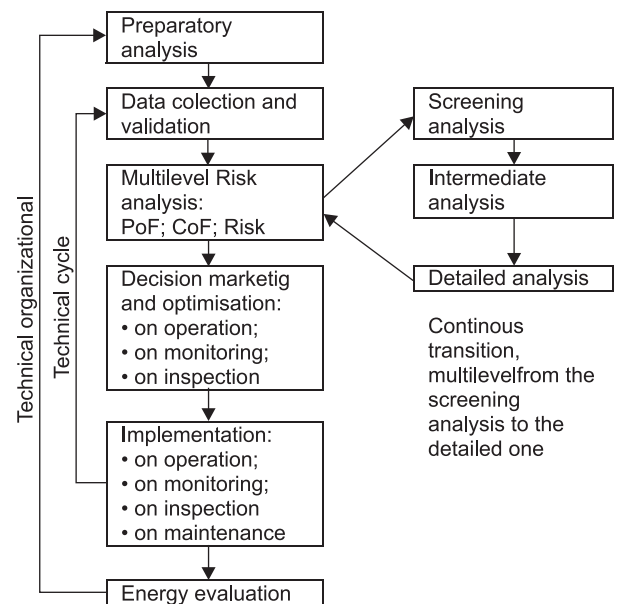 Preparatory
analysis
Data colection and
validation
Multilevel Risk
analysis:
PoF; CoF; Risk
Decision marketig
and optimisation:
• on operation;
• on monitoring;
• on inspection
Implementation:
• on operation;
• on monitoring;
• on inspection
• on maintenance
Energy evaluation
Technical organizational
Technical cycle
Screening
analysis
Intermediate
analysis
Detailed analysis
Continous
transition,
multilevelfrom the
screening
analysis to the
detailed one